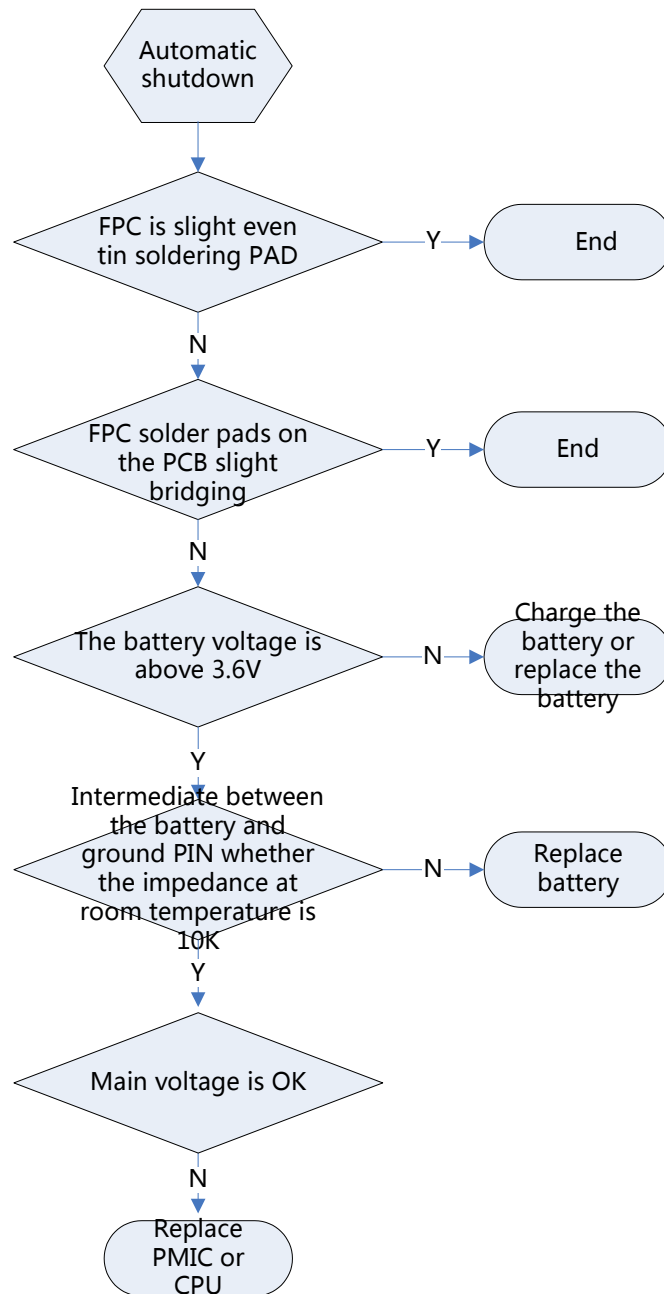 Automatic
shutdown
FPC is slight even
tin soldering PAD
Y
End
N
FPC solder pads on
the PCB slight
bridging
Y
End
N
The battery voltage is
above 3.6V
N
Charge the
battery or
replace the
battery
Y
Intermediate between
the battery and
ground PIN whether
the impedance at
room temperature is
10K
N
Replace
battery
Y
Main voltage is OK
N
Replace
PMIC or
CPU